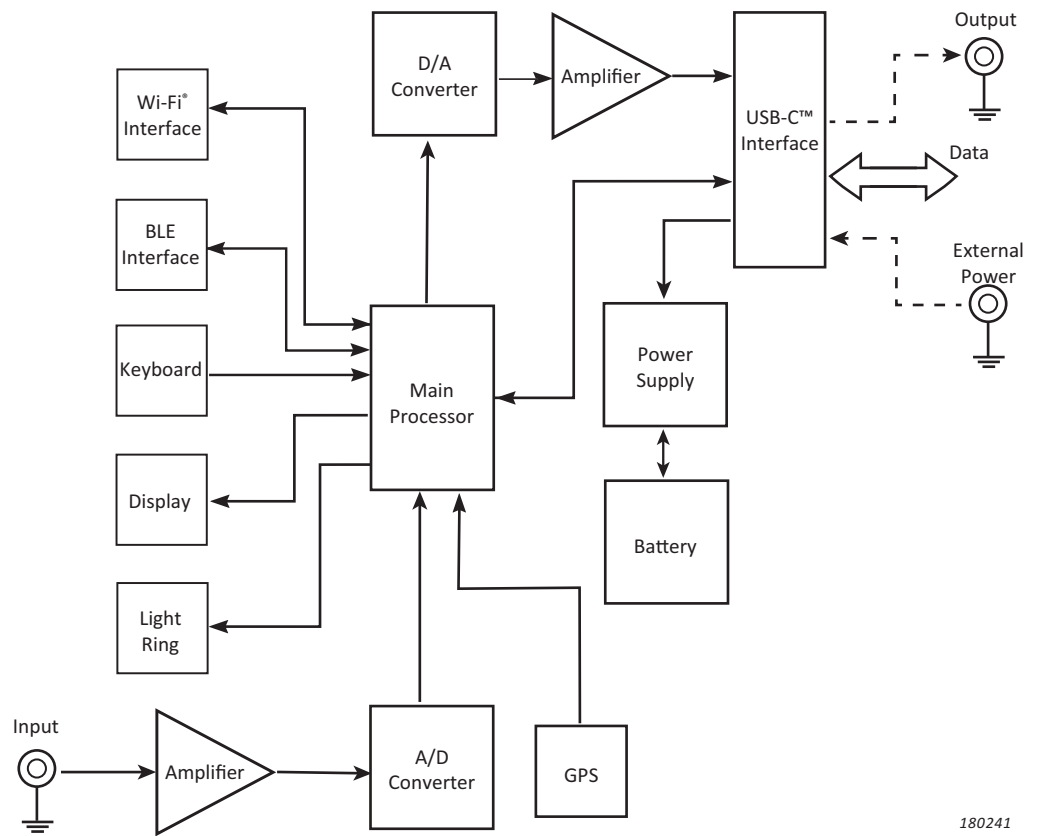 Output
D/A
Converter
Amplifier
USB-C™
Interface
Wi-Fi®
Interface
Data
BLE
Interface
External
Power
Keyboard
Main
Processor
Power
Supply
Display
Battery
Light
Ring
Input
Amplifier
A/D
Converter
GPS
180241